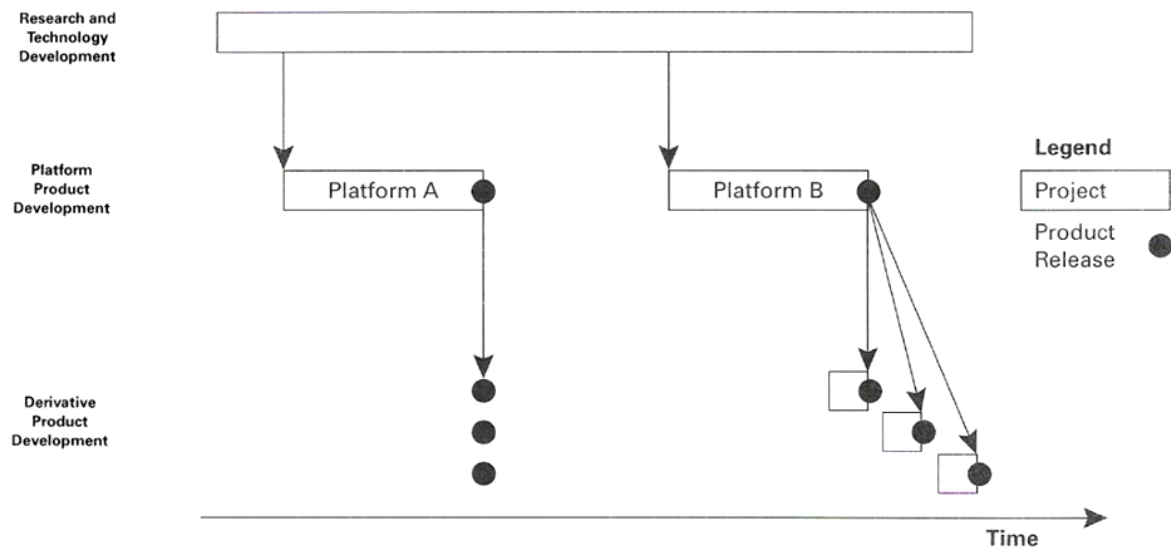 Research and
Technology
Development
Platform
Product
Development
Platform A
Platform B
Legend
Project
Product
Release
Derivative
Product
Development
Time